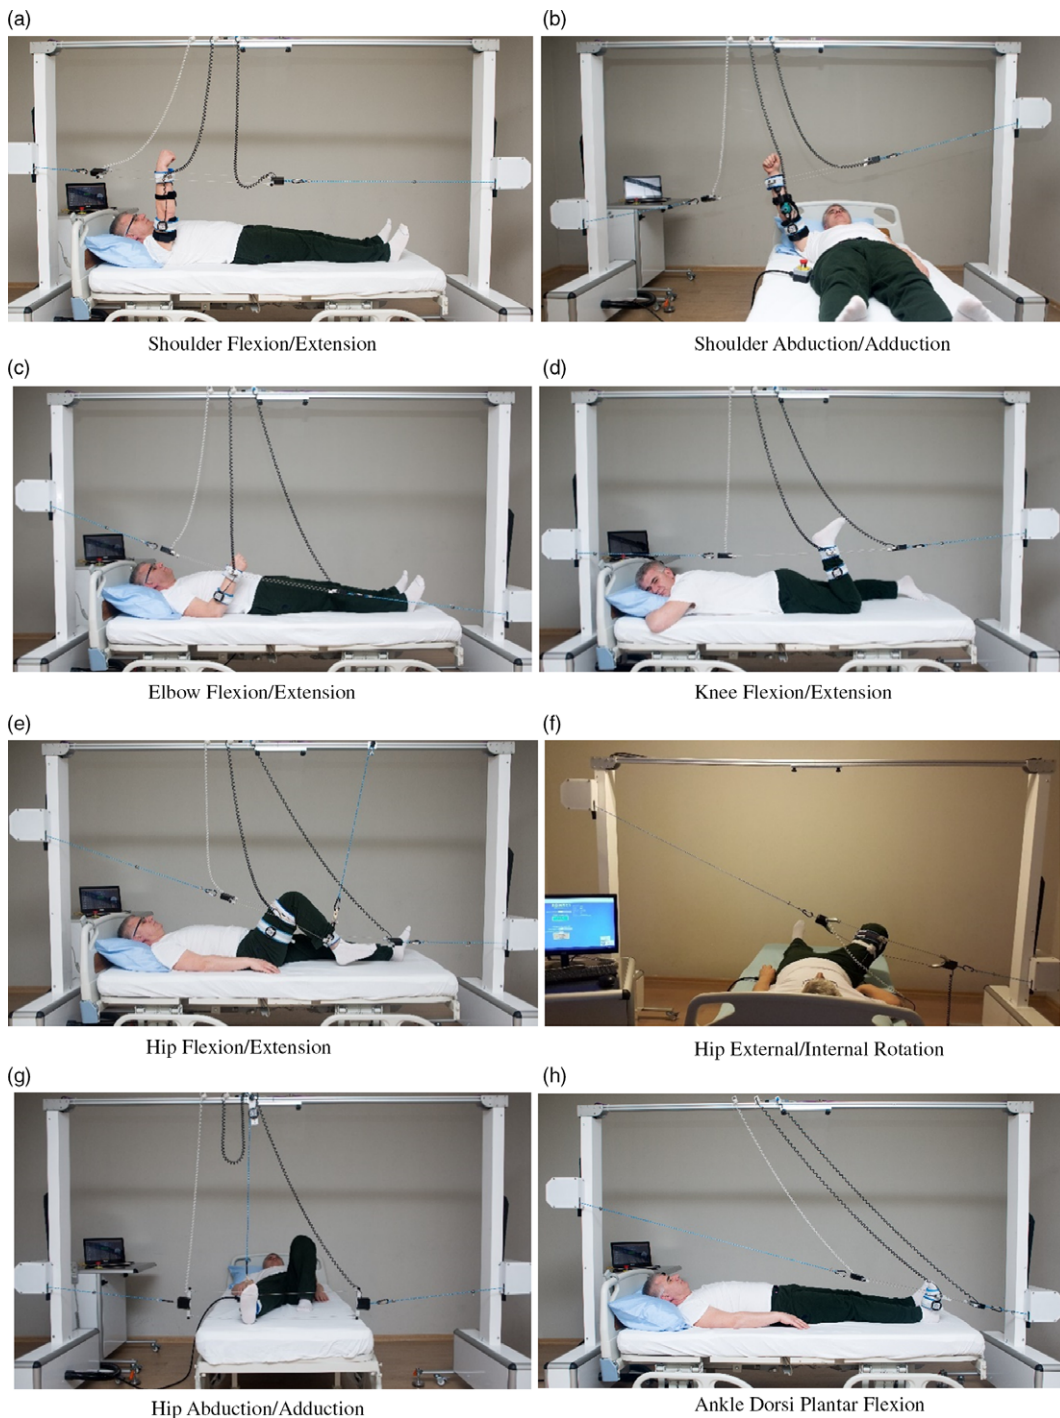 (a)
(b)
Shoulder Flexion/Extension
Shoulder Abduction/Adduction
(c)
(d)
Elbow Flexion/Extension
Knee Flexion/Extension
(e)
(f)
Hip Flexion/Extension
Hip External/Internal Rotation
(g)
(h)
Hip Abduction/Adduction
Ankle Dorsi Plantar Flexion